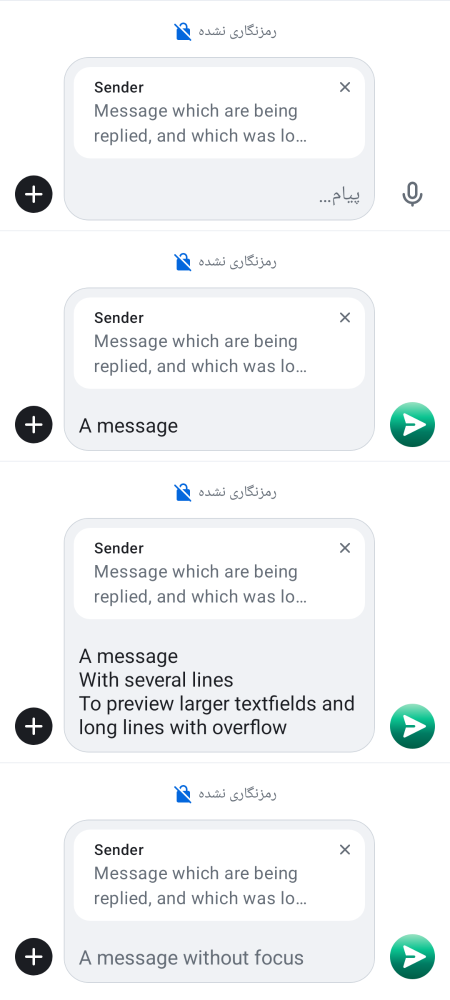 رمزنگاری نشده
Sender
Message which are being
replied, and which was lo...
پیام...
رمزنگاری نشده
Sender
Message which are being
replied, and which was lo...
A message
رمزنگاری نشده
Sender
Message which are being
replied, and which was lo...
A message
With several lines
To preview larger textfields and
long lines with overflow
رمزنگاری نشده
Sender
Message which are being
replied, and which was lo...
A message without focus